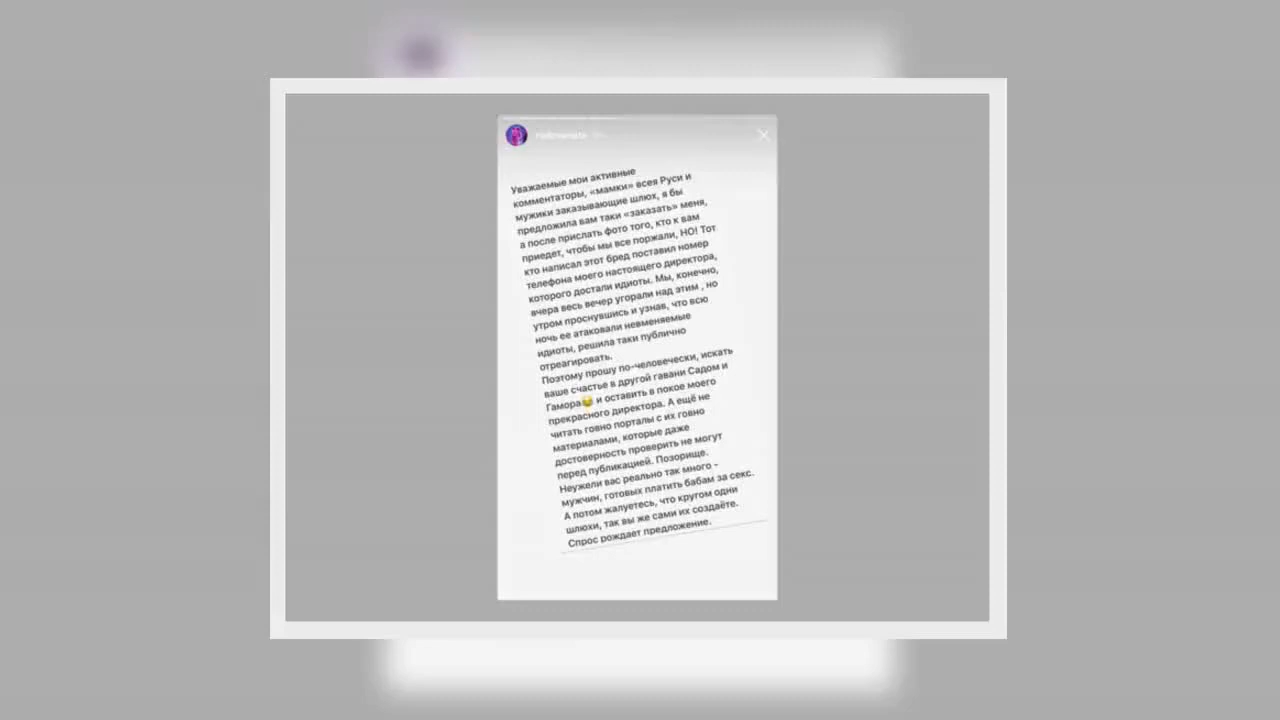 Уважаемые мои активные
комментаторы, «мамки» всея Руси и
мужики заказывающие шлюх, я бы
предложила вам таки «заказать» меня,
а после прислать фото того, кто к вам
приедет, чтобы мы все поржали, НО! Тот
кто написал этот бред поставил номер
телефона моего настоящего директора,
которого достали идиоты. Мы, конечно,
вчера весь вечер угорали над этим , но
утром проснувшись и узнав, что всю
ночь ее атаковали невменяемые
идиоты, решила таки публично
отреагировать.
Поэтому прошу по-человечески, искать
ваше счастье в другой гавани Садом и
Гамора😂 и оставить в покое моего
прекрасного директора. А ещё не
читать говно порталы с их говно
материалами, которые даже
достоверность проверить не могут
перед публикацией. Позорище.
Неужели вас реально так много -
мужчин, готовых платить бабам за секс.
А потом жалуетесь, что кругом одни
шлюхи, так вы же сами их создаёте.
Спрос рождает предложение.